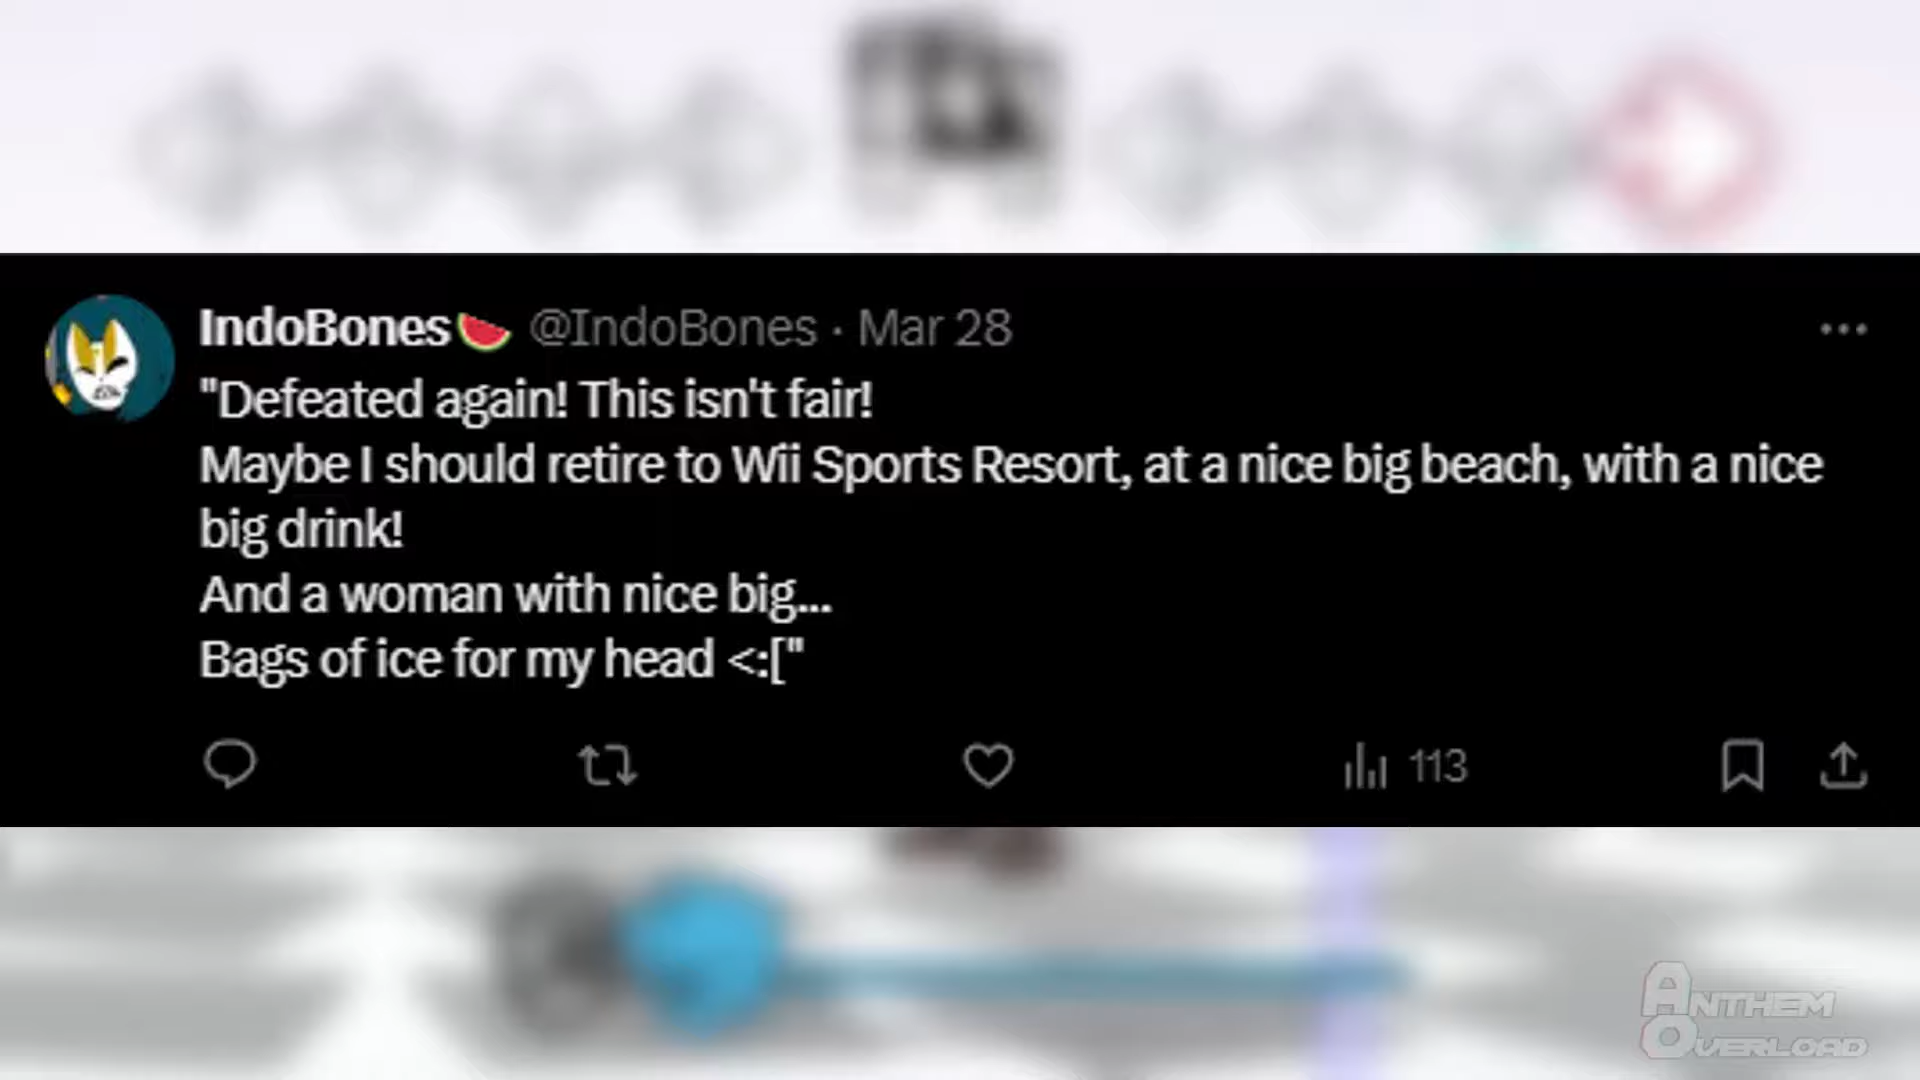 IndoBones🍉 @IndoBones · Mar 28
"Defeated again! This isn't fair!
Maybe I should retire to Wii Sports Resort, at a nice big beach, with a nice
big drink!
And a woman with nice big...
Bags of ice for my head <:["
113
ANTHEM
OVERLOAD